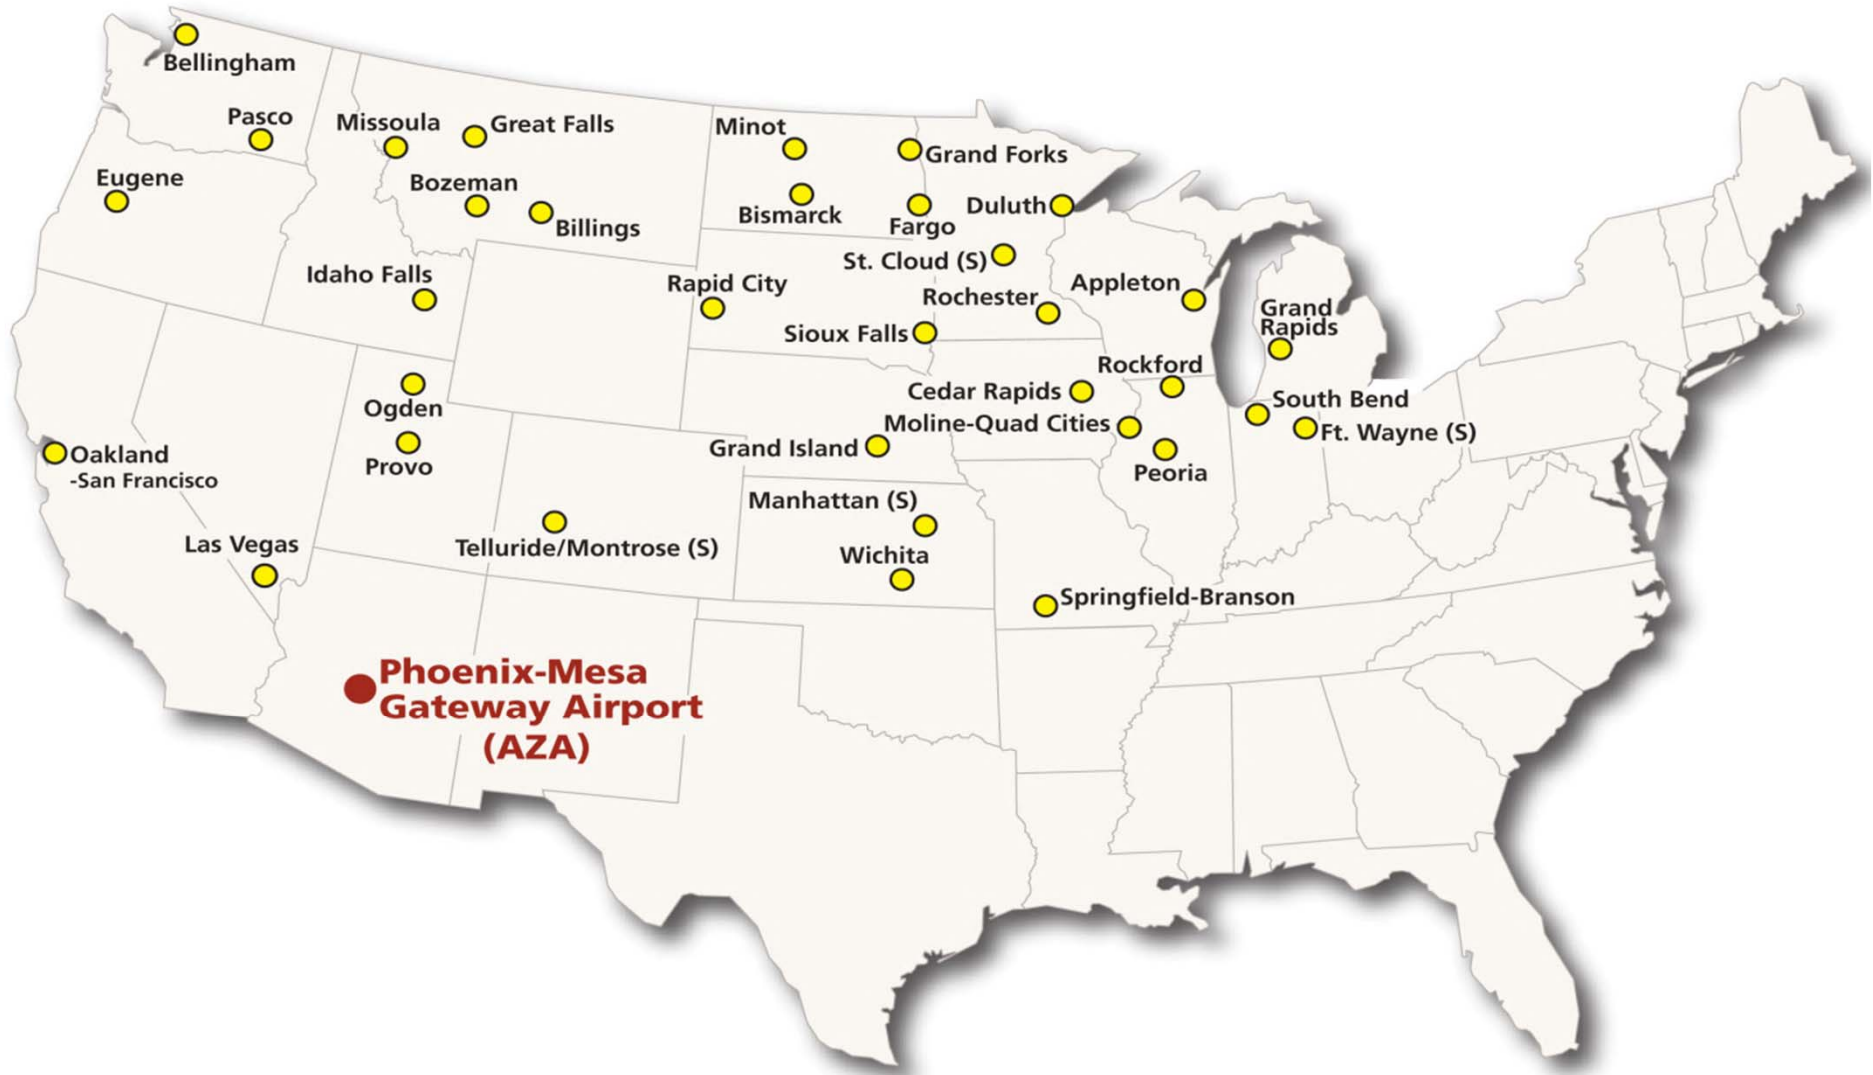 Bellingham
Pasco
Missoula
Great Falls
Minot
Grand Forks
Eugene
Bozeman
Billings
Bismarck
Fargo
Duluth
St. Cloud (S)
Idaho Falls
Rapid City
Rochester
Appleton
Sioux Falls
Grand
Rapids
Rockford
Ogden
Cedar Rapids
South Bend
Moline-Quad Cities
Ft. Wayne (S)
Oakland
-San Francisco
Provo
Grand Island
Peoria
Manhattan (S)
Las Vegas
Telluride/Montrose (S)
Wichita
Springfield-Branson
Phoenix-Mesa
Gateway Airport
(AZA)